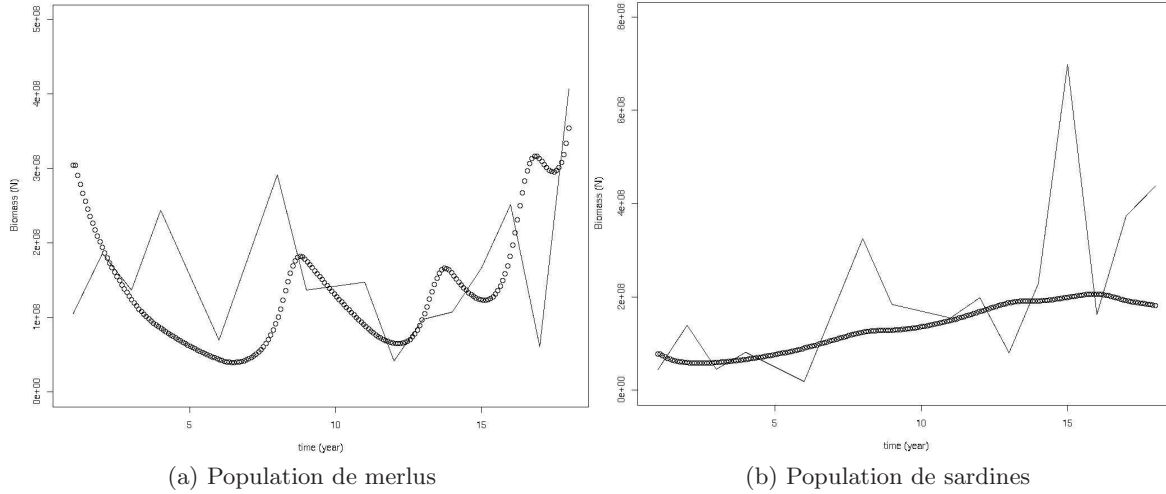 5e+08
4e+08
3e+08
2e+08
1e+08
0e+00
Biomass (N)
5
10
15
time (year)
(a) Population de merlus
8e+08
6e+08
4e+08
2e+08
0e+00
Biomass (N)
5
10
15
time (year)
(b) Population de sardines